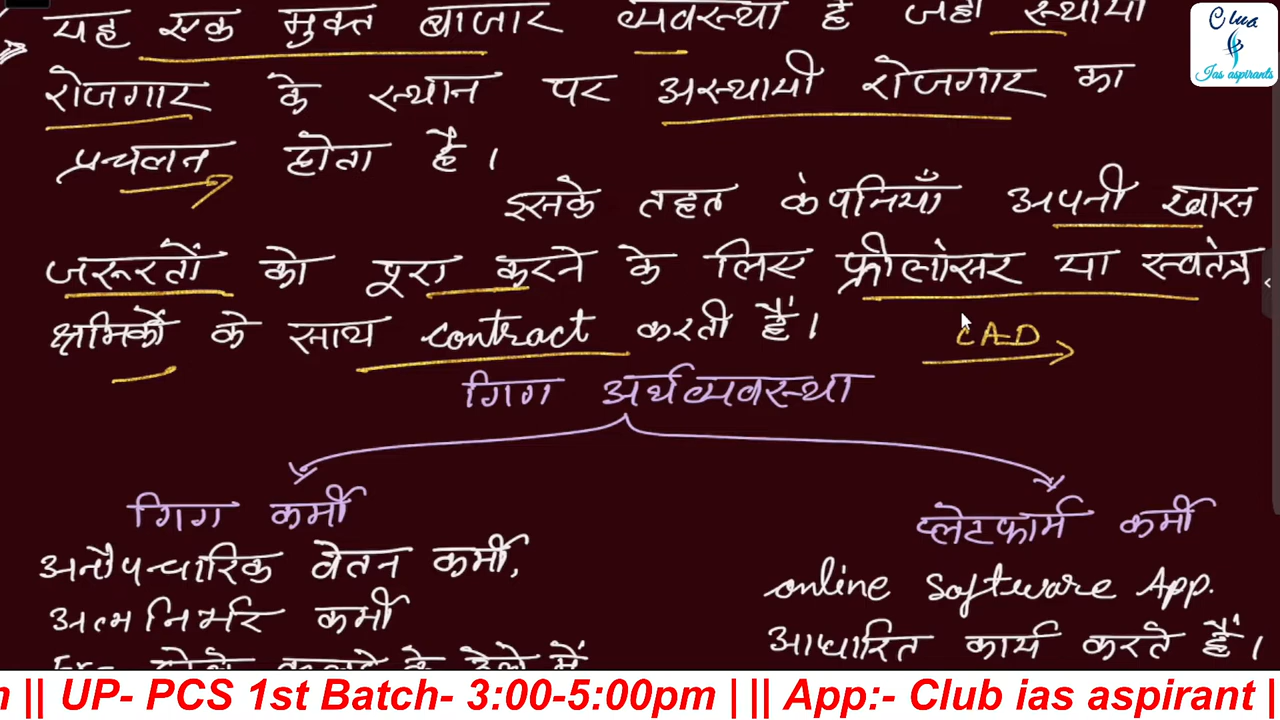 यह एक मुक्त बाजार व्यवस्था है जहाँ स्थायी
रोजगार के स्थान पर अस्थायी रोजगार का
प्रचलन होता है।
इसके तहत कंपनियाँ अपनी खास
जरूरतों को पूरा करने के लिए फ्रीलांसर या स्वतंत्र
श्रमिकों के साथ contract करती हैं।
CAD
गिग अर्थव्यवस्था
गिग कर्मी
प्लेटफार्म कर्मी
अनौपचारिक वेतन कर्मी,
आत्मनिर्भर कर्मी
online Software App.
आधारित कार्य करते हैं।
Club
Ias aspirants
|| UP- PCS 1st Batch- 3:00-5:00pm | || App:- Club ias aspirant |